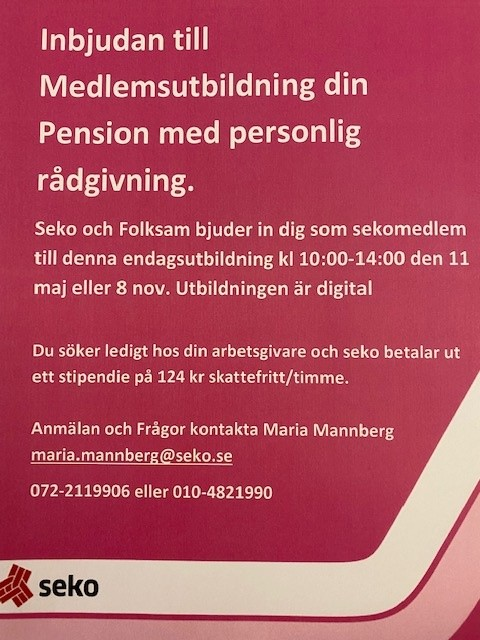 Inbjudan till
Medlemsutbildning din
Pension med personlig
rådgivning.
Seko och Folksam bjuder in dig som sekomedlem
till denna endagsutbildning kl 10:00-14:00 den 11
maj eller 8 nov. Utbildningen är digital
Du söker ledigt hos din arbetsgivare och seko betalar ut
ett stipendie på 124 kr skattefritt/timme.
Anmälan och Frågor kontakta Maria Mannberg
maria.mannberg@seko.se
072-2119906 eller 010-4821990
seko